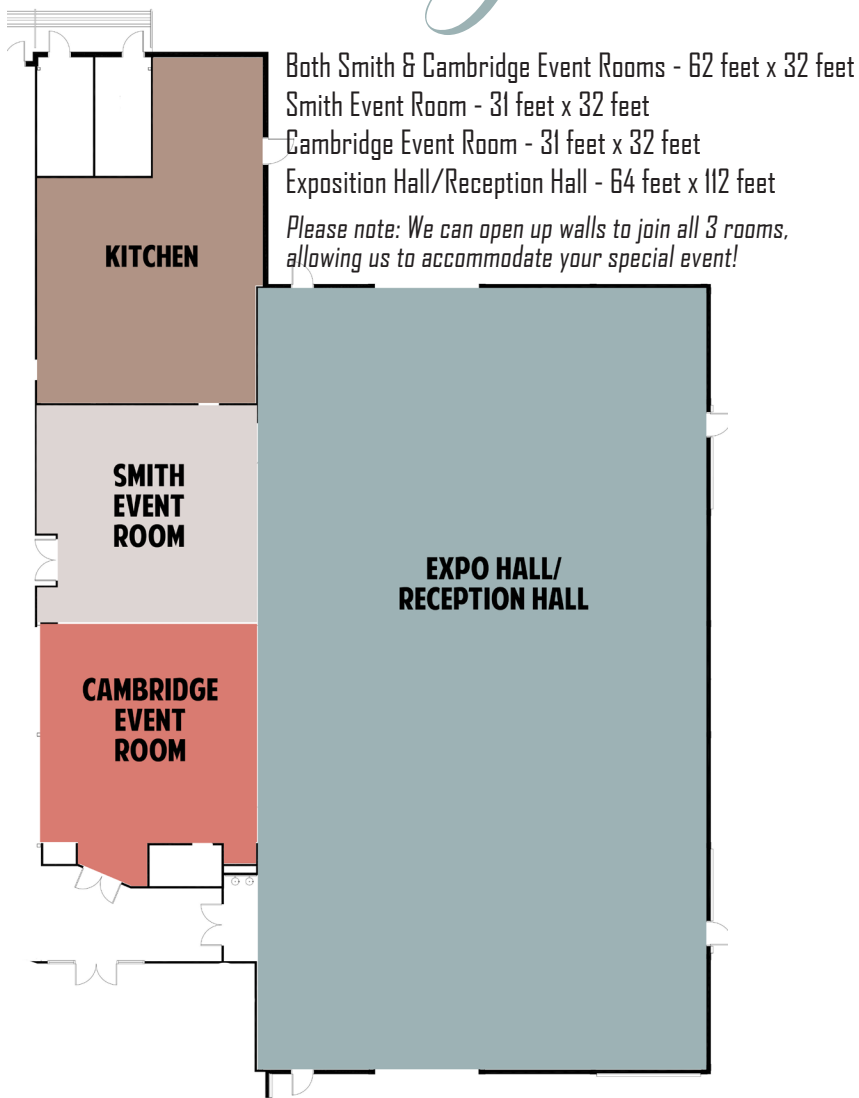 Both Smith & Cambridge Event Rooms - 62 feet x 32 feet
Smith Event Room - 31 feet x 32 feet
Cambridge Event Room - 31 feet x 32 feet
Exposition Hall/Reception Hall - 64 feet x 112 feet
Please note: We can open up walls to join all 3 rooms,
allowing us to accommodate your special event!
KITCHEN
SMITH
EVENT
ROOM
EXPO HALL/
RECEPTION HALL
CAMBRIDGE
EVENT
ROOM